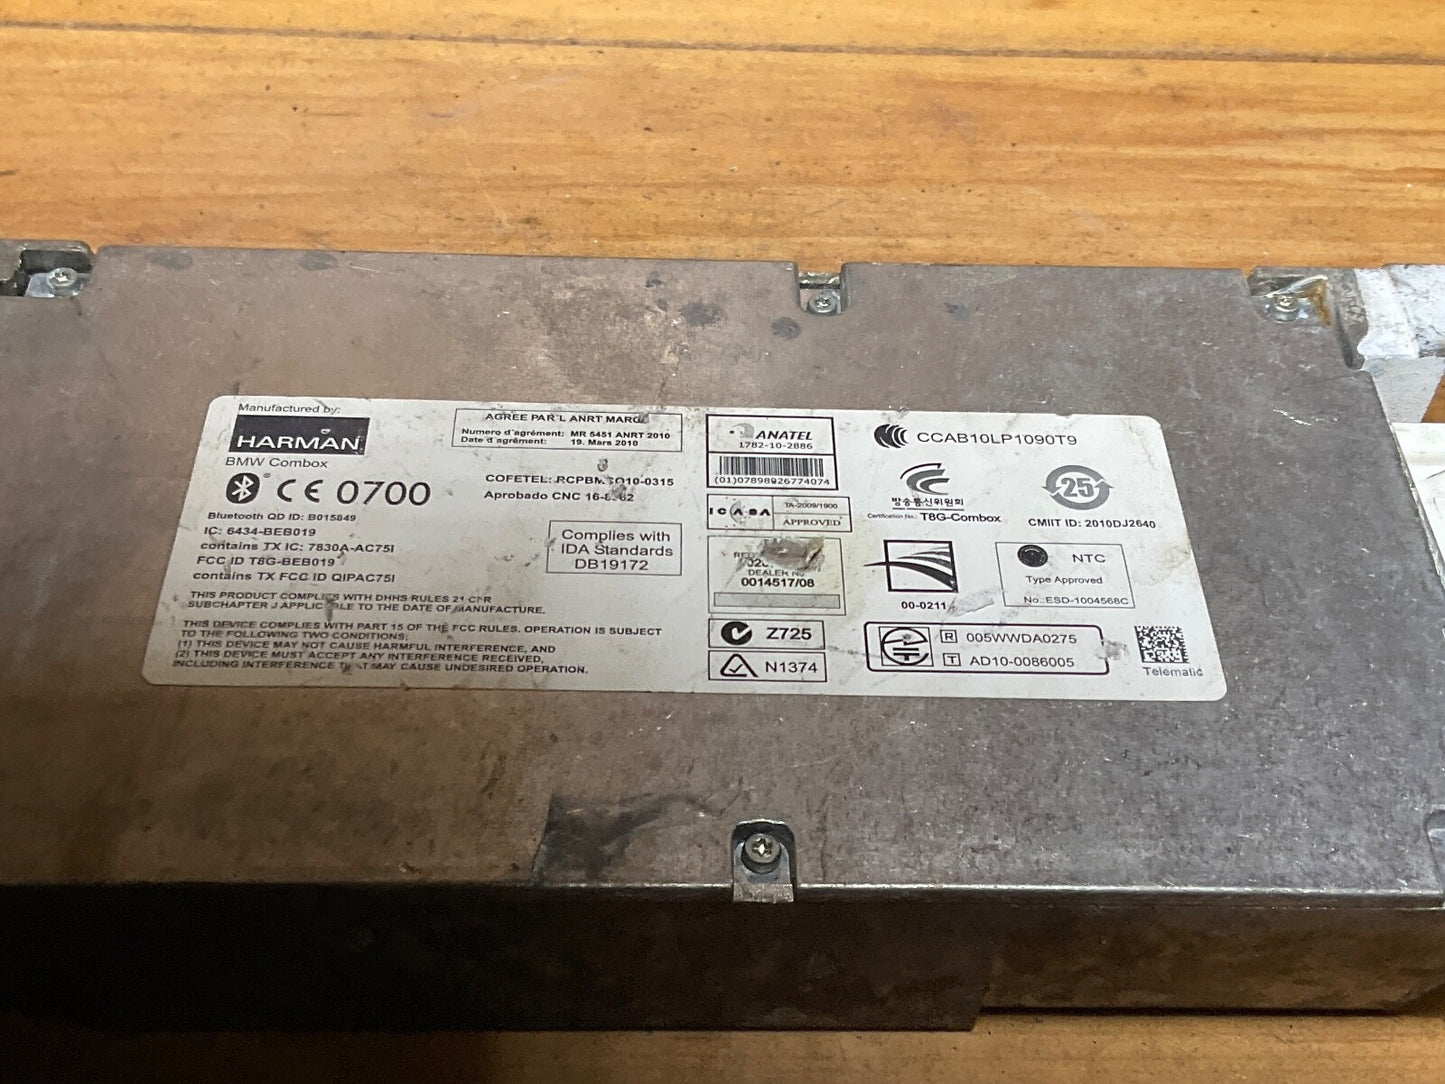 Manufactured by:
HARMAN
BMW Combox
CE 0700
Bluetooth QD ID: B015849
IC: 6434-BEB019
contains TX IC: 7830A-AC75I
FCC ID T8G-BEB019
contains TX FCC ID QIPAC75I
THIS PRODUCT COMPLIES WITH DHHS RULES 21 CFR
SUBCHAPTER J APPLICABLE TO THE DATE OF MANUFACTURE.
THIS DEVICE COMPLIES WITH PART 15 OF THE FCC RULES. OPERATION IS SUBJECT
TO THE FOLLOWING TWO CONDITIONS:
(1) THIS DEVICE MAY NOT CAUSE HARMFUL INTERFERENCE, AND
(2) THIS DEVICE MUST ACCEPT ANY INTERFERENCE RECEIVED,
INCLUDING INTERFERENCE THAT MAY CAUSE UNDESIRED OPERATION.
AGREE PAR L ANRT MAROC
Numero d'agrément: MR 5451 ANRT 2010
Date d'agrément: 19. Mars 2010
COFETEL:
Aprobado CNC
Complies with
IDA Standards
DB19172
ANATEL
1782-10-2886
(01)07898926774074
ICASA
TA-2009/1900
APPROVED
DEALER No
0014517/08
Z725
N1374
CCAB10LP1090T9
방송통신위원회
Certification No.: T8G-Combox
25
CMIIT ID: 2010DJ2640
00-0211
NTC
Type Approved
No.:ESD-1004568C
R 005WWDA0275
T AD10-0086005
Telematic